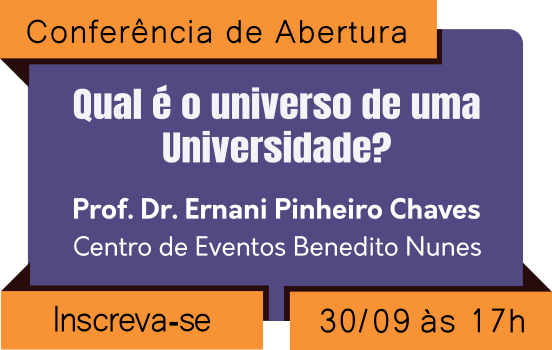 Conferência de Abertura
Qual é o universo de uma
Universidade?
Prof. Dr. Ernani Pinheiro Chaves
Centro de Eventos Benedito Nunes
Inscreva-se
30/09 às 17h